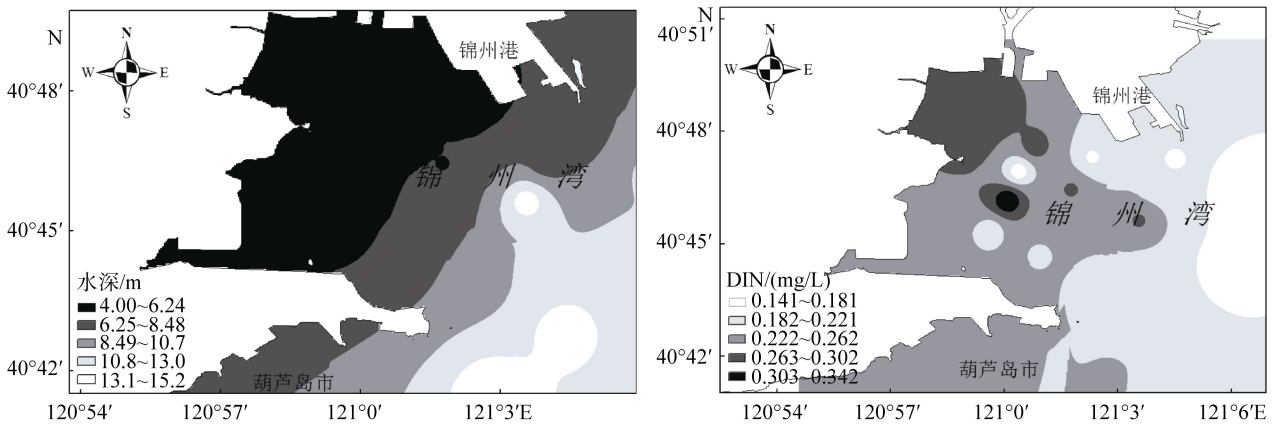 N
N
W
E
S
锦州港
40°48′
锦 州 湾
40°45′
水深/m
4.00~6.24
6.25~8.48
8.49~10.7
10.8~13.0
13.1~15.2
40°42′
葫芦岛市
120°54′
120°57′
121°0′
121°3′E
N
40°51′
N
W
E
S
锦州港
40°48′
锦 州 湾
40°45′
DIN/(mg/L)
0.141~0.181
0.182~0.221
0.222~0.262
0.263~0.302
0.303~0.342
40°42′
葫芦岛市
120°54′
120°57′
121°0′
121°3′
121°6′E